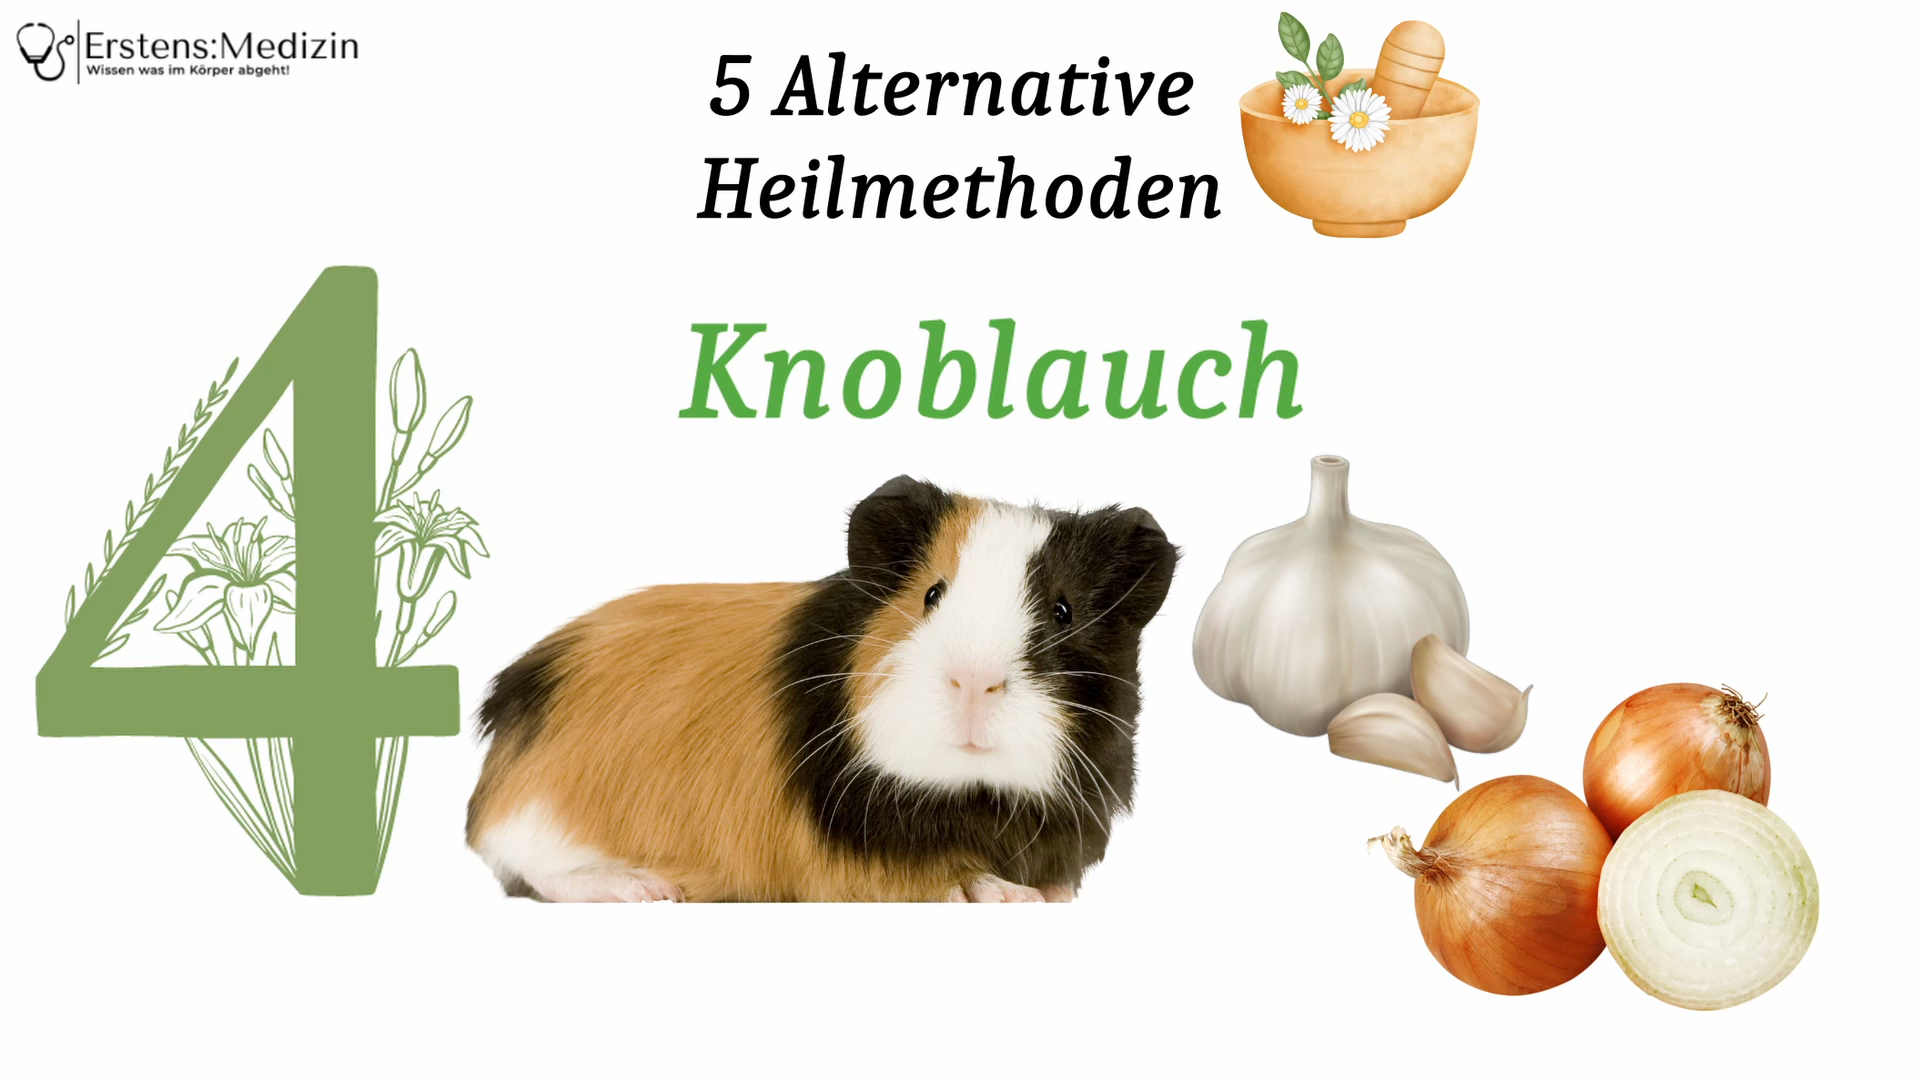 Erstens:Medizin
Wissen was im Körper abgeht!
5 Alternative
Heilmethoden
Knoblauch
4